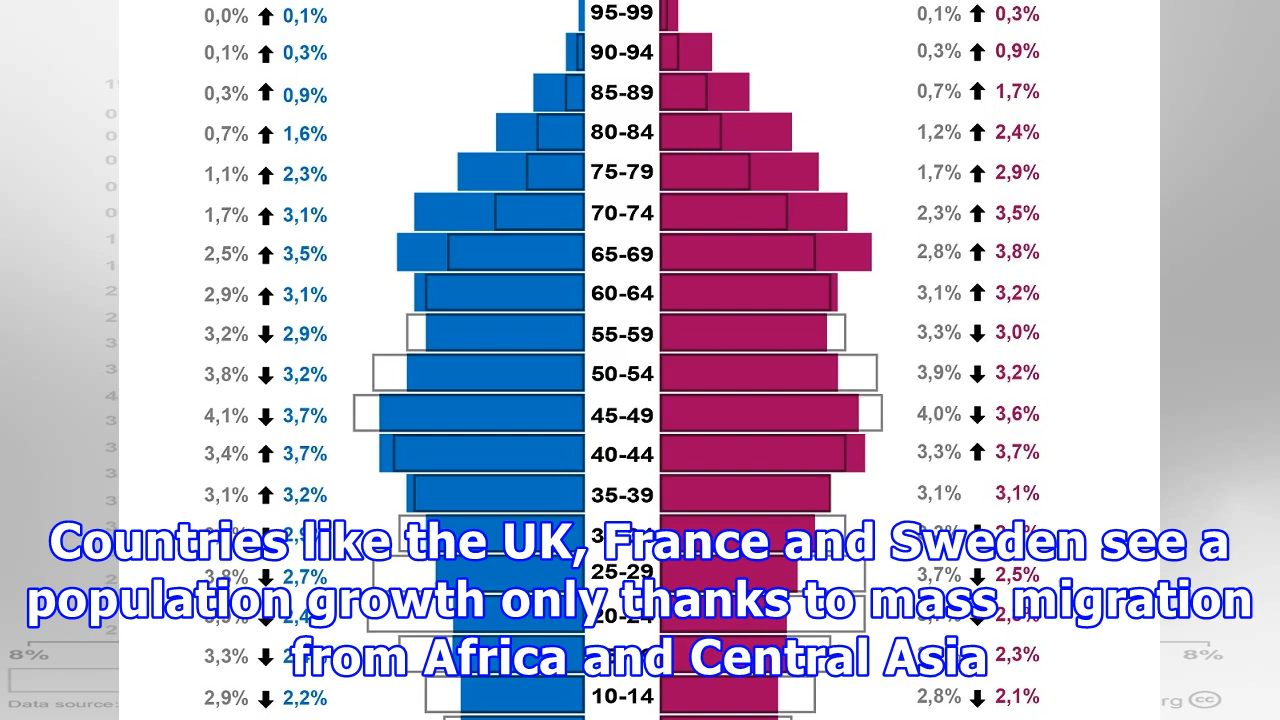 0,0% 0,1% 95-99 0,1% 0,3%
0,1% 0,3% 90-94 0,3% 0,9%
0,3% 0,9% 85-89 0,7% 1,7%
0,7% 1,6% 80-84 1,2% 2,4%
1,1% 2,3% 75-79 1,7% 2,9%
1,7% 3,1% 70-74 2,3% 3,5%
2,5% 3,5% 65-69 2,8% 3,8%
2,9% 3,1% 60-64 3,1% 3,2%
3,2% 2,9% 55-59 3,3% 3,0%
3,8% 3,2% 50-54 3,9% 3,2%
4,1% 3,7% 45-49 4,0% 3,6%
3,4% 3,7% 40-44 3,3% 3,7%
3,1% 3,2% 35-39 3,1% 3,1%
Countries like the UK, France and Sweden see a
2,7% 25-29 3,7% 2,5%
population growth only thanks to mass migration
3,3% 2,3%
from Africa and Central Asia
8% 8%
2,9% 2,2% 10-14 2,8% 2,1%
Data source: